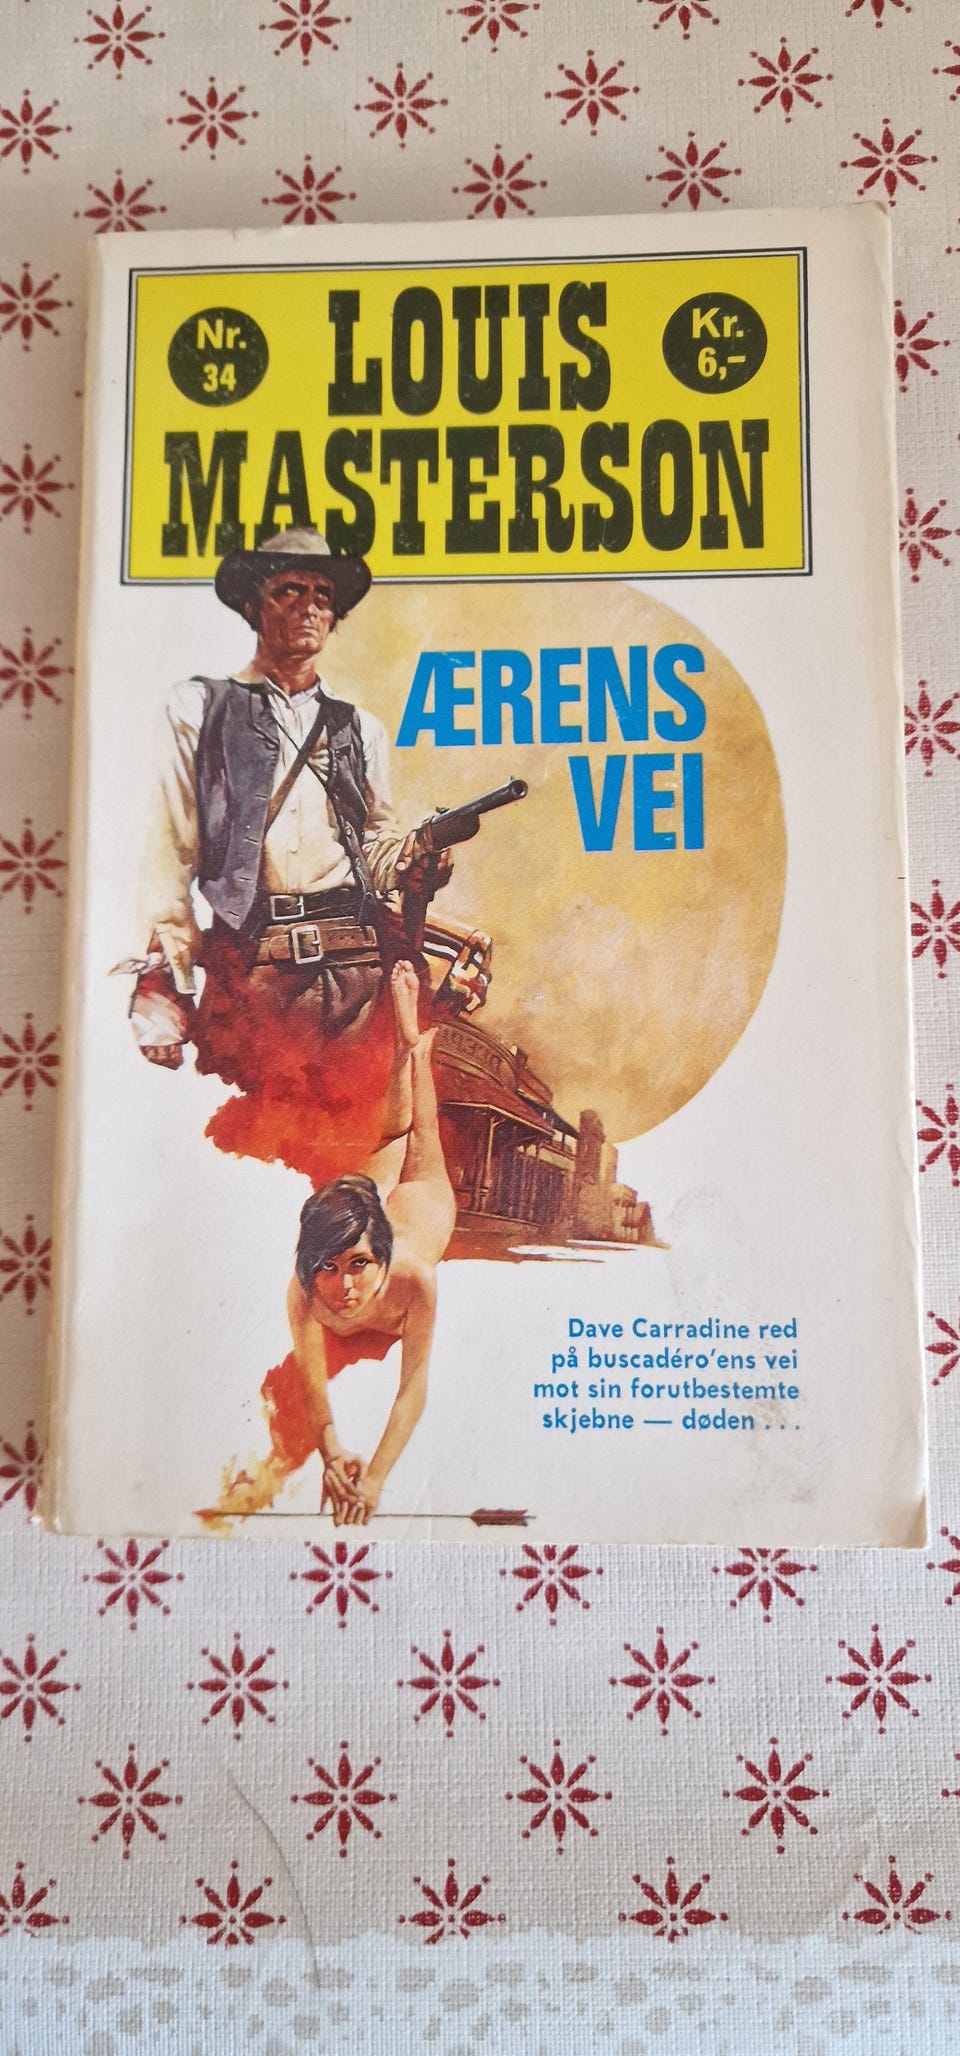 Nr.
34
LOUIS
Kr.
6,–
MASTERSON
ÆRENS
VEI
Dave Carradine red
på buscadéro'ens vei
mot sin forutbestemte
skjebne — døden . . .